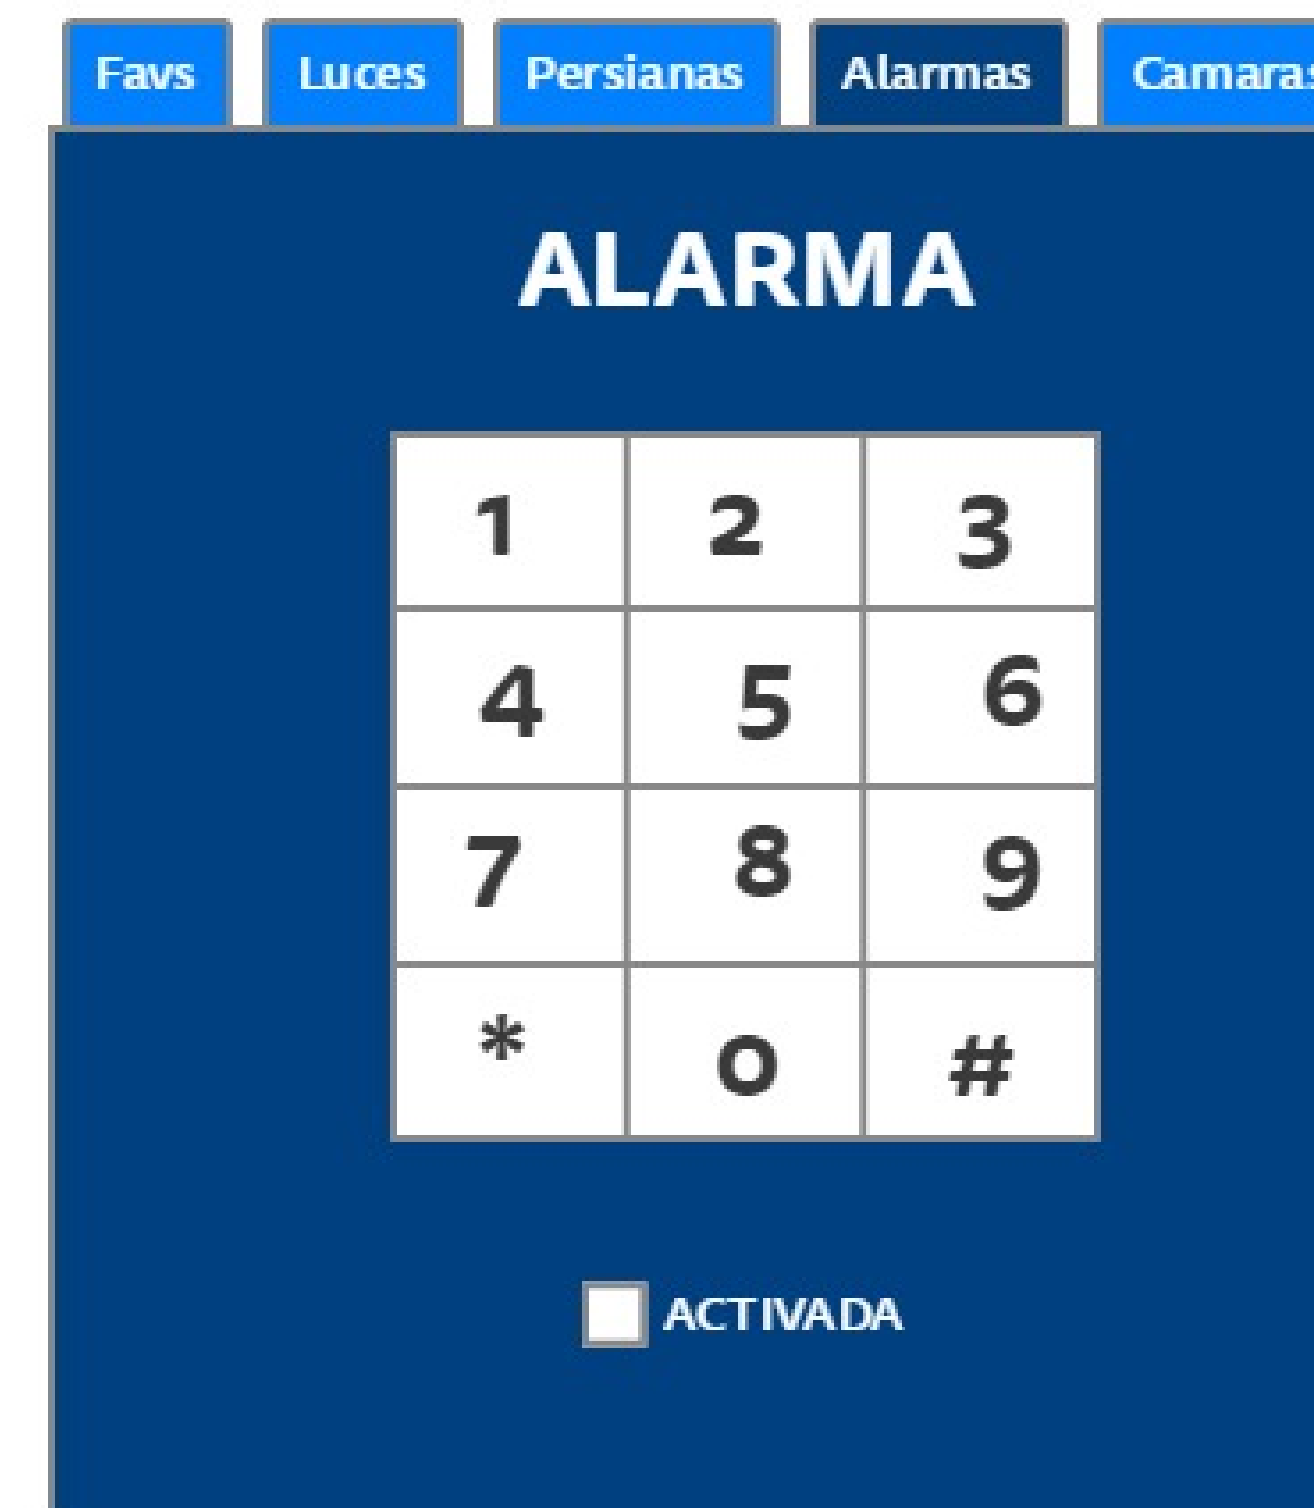 Favs Luces Persianas Alarmas Camaras
ALARMA
1 2 3
4 5 6
7 8 9
* 0 #
ACTIVADA